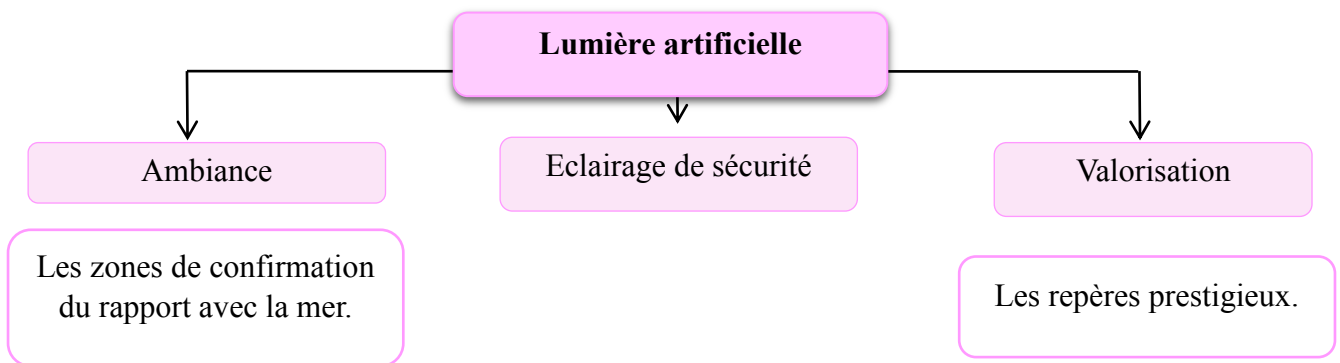 Lumière artificielle
Ambiance
Eclairage de sécurité
Valorisation
Les zones de confirmation
du rapport avec la mer.
Les repères prestigieux.